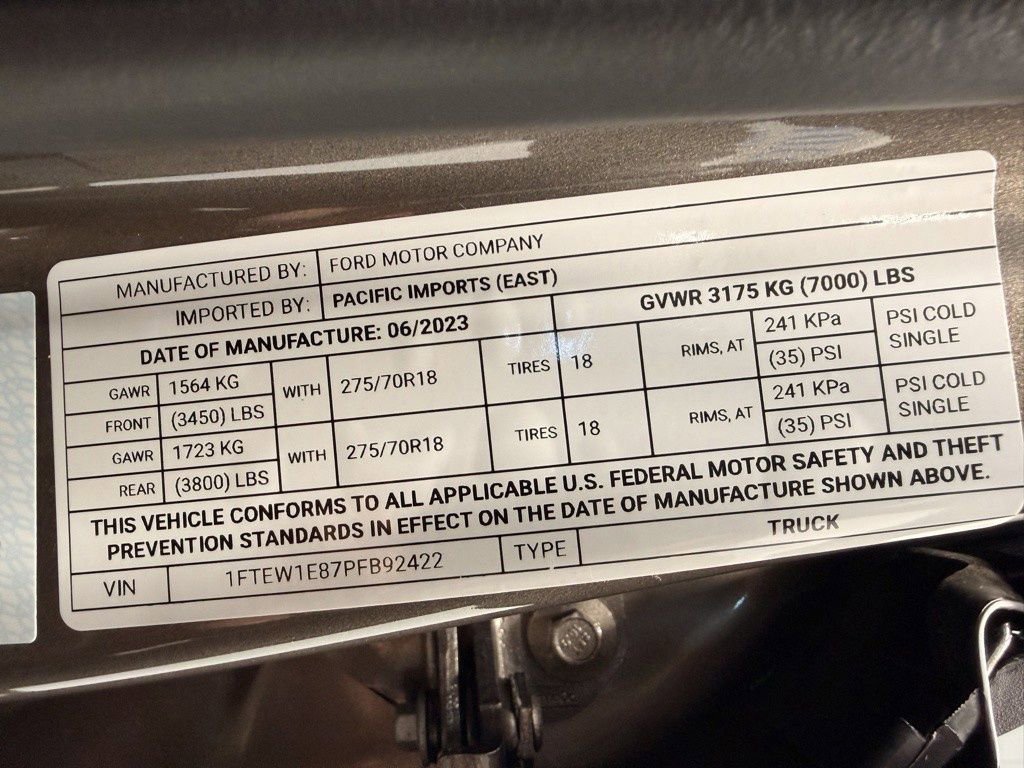 MANUFACTURED BY: FORD MOTOR COMPANY
IMPORTED BY: PACIFIC IMPORTS (EAST)
DATE OF MANUFACTURE: 06/2023 GVWR 3175 KG (7000) LBS
GAWR 1564 KG WITH 275/70R18 TIRES 18 RIMS, AT 241 KPa PSI COLD
FRONT (3450) LBS (35) PSI SINGLE
GAWR 1723 KG WITH 275/70R18 TIRES 18 RIMS, AT 241 KPa PSI COLD
REAR (3800) LBS (35) PSI SINGLE
THIS VEHICLE CONFORMS TO ALL APPLICABLE U.S. FEDERAL MOTOR SAFETY AND THEFT
PREVENTION STANDARDS IN EFFECT ON THE DATE OF MANUFACTURE SHOWN ABOVE.
VIN 1FTEW1E87PFB92422 TYPE TRUCK